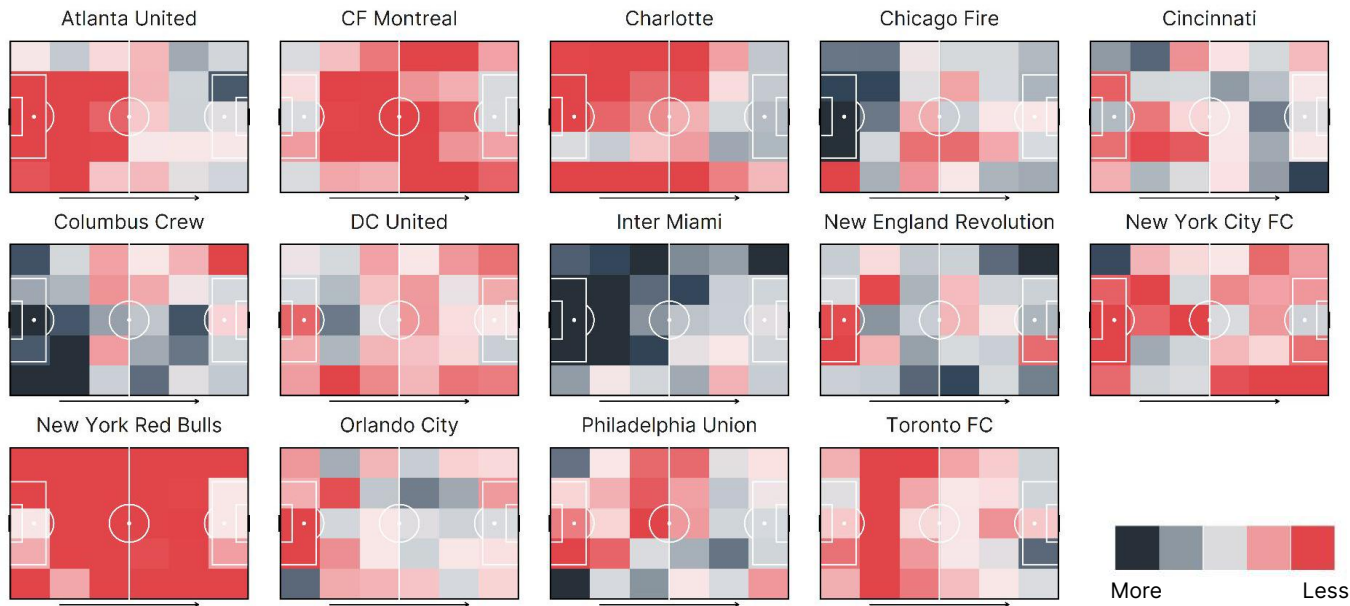 Atlanta United
CF Montreal
Charlotte
Chicago Fire
Cincinnati
Columbus Crew
DC United
Inter Miami
New England Revolution
New York City FC
New York Red Bulls
Orlando City
Philadelphia Union
Toronto FC
More
Less